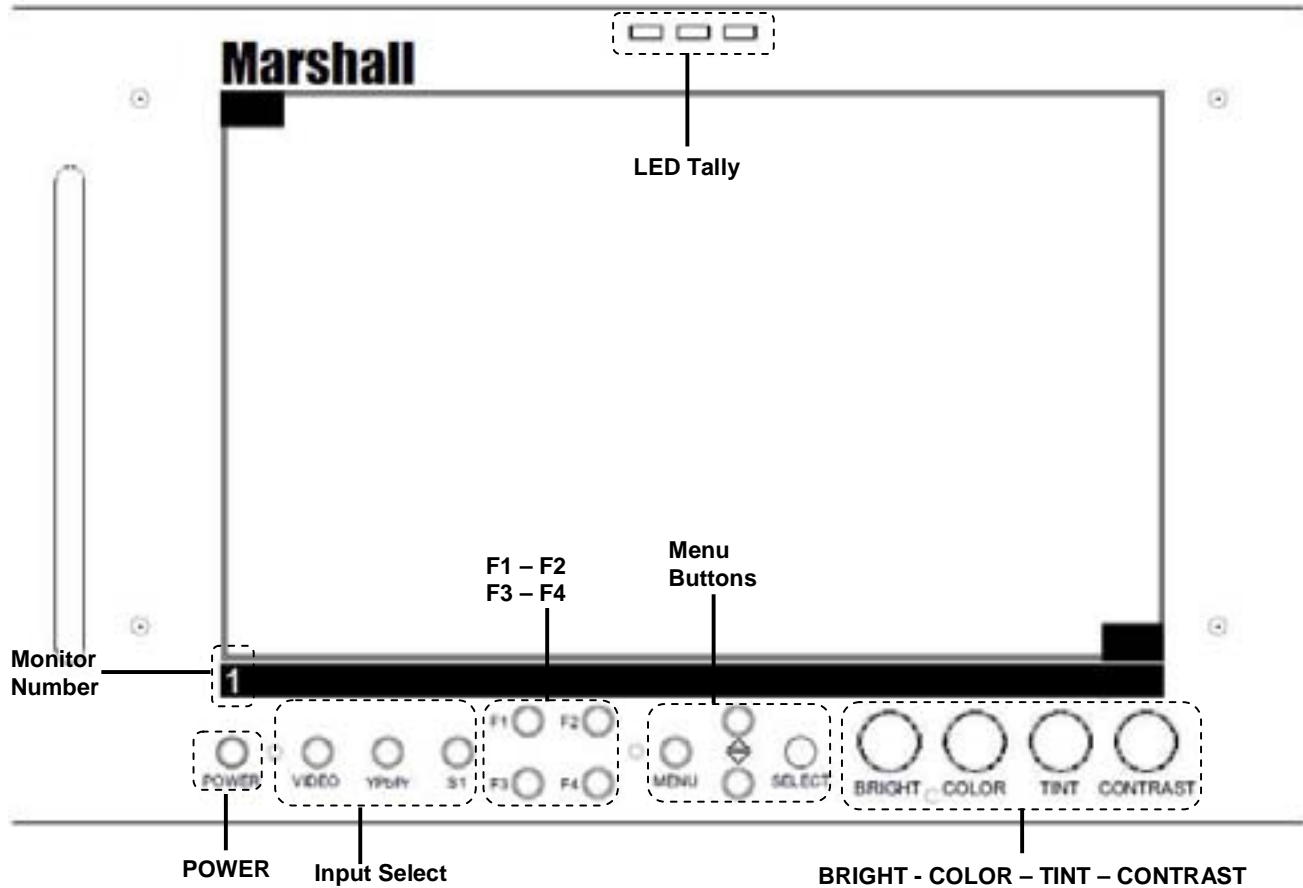 Marshall
LED Tally
F1 – F2
F3 – F4
Menu
Buttons
Monitor
Number
1
F1 F2
POWER VIDEO YPbPr S1 F3 F4 MENU SELECT BRIGHT COLOR TINT CONTRAST
POWER Input Select BRIGHT - COLOR – TINT – CONTRAST